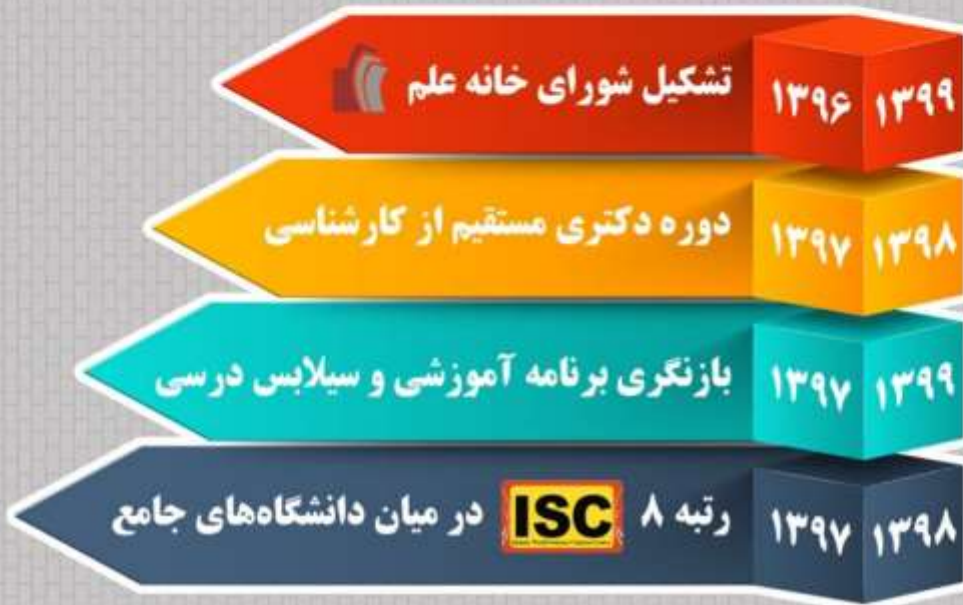 ۱۳۹۹ ۱۳۹۶ تشکیل شورای خانه علم
۱۳۹۸ ۱۳۹۷ دوره دکتری مستقیم از کارشناسی
۱۳۹۹ ۱۳۹۷ بازنگری برنامه آموزشی و سیلابس درسی
۱۳۹۸ ۱۳۹۷ رتبه ۸ ISC در میان دانشگاه‌های جامع